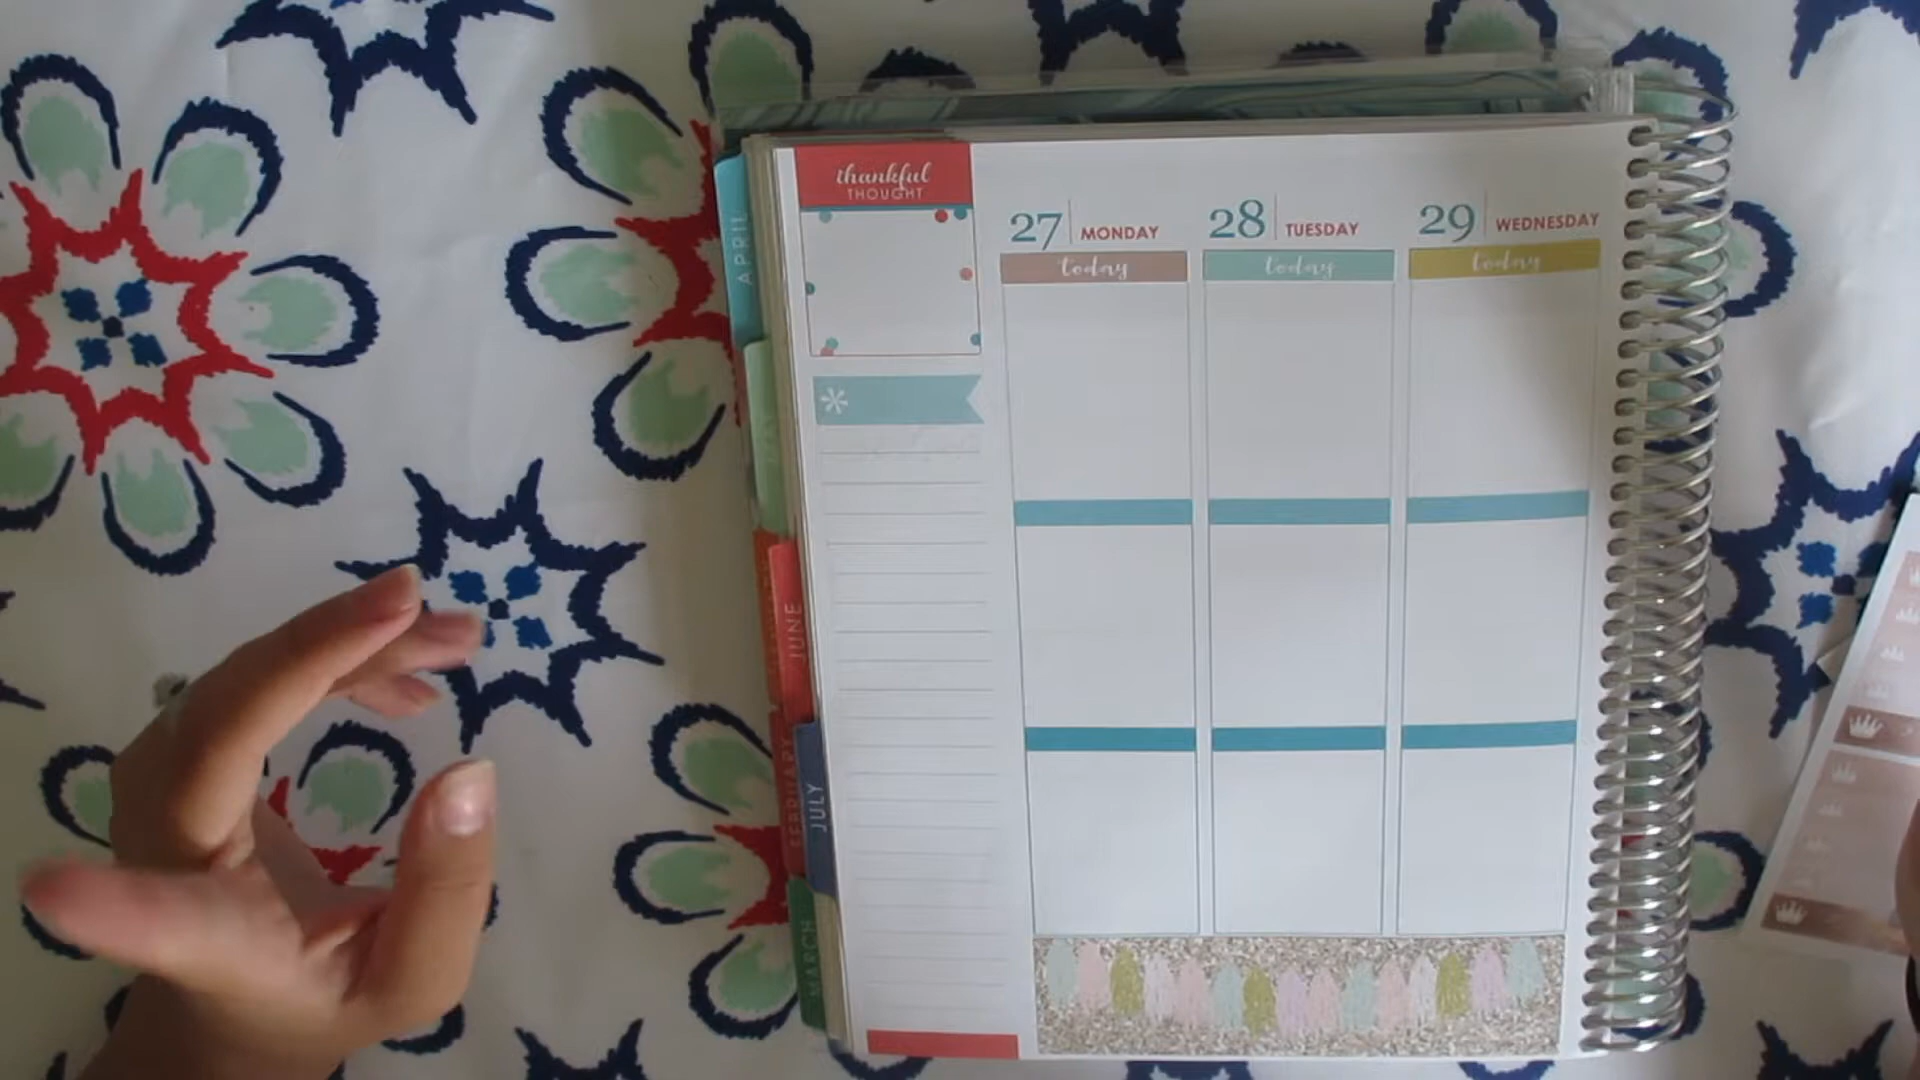 thankful
THOUGHT
27 MONDAY
28 TUESDAY
29 WEDNESDAY
today
today
today
APRIL
JUNE
FEBRUARY
JULY
MARCH